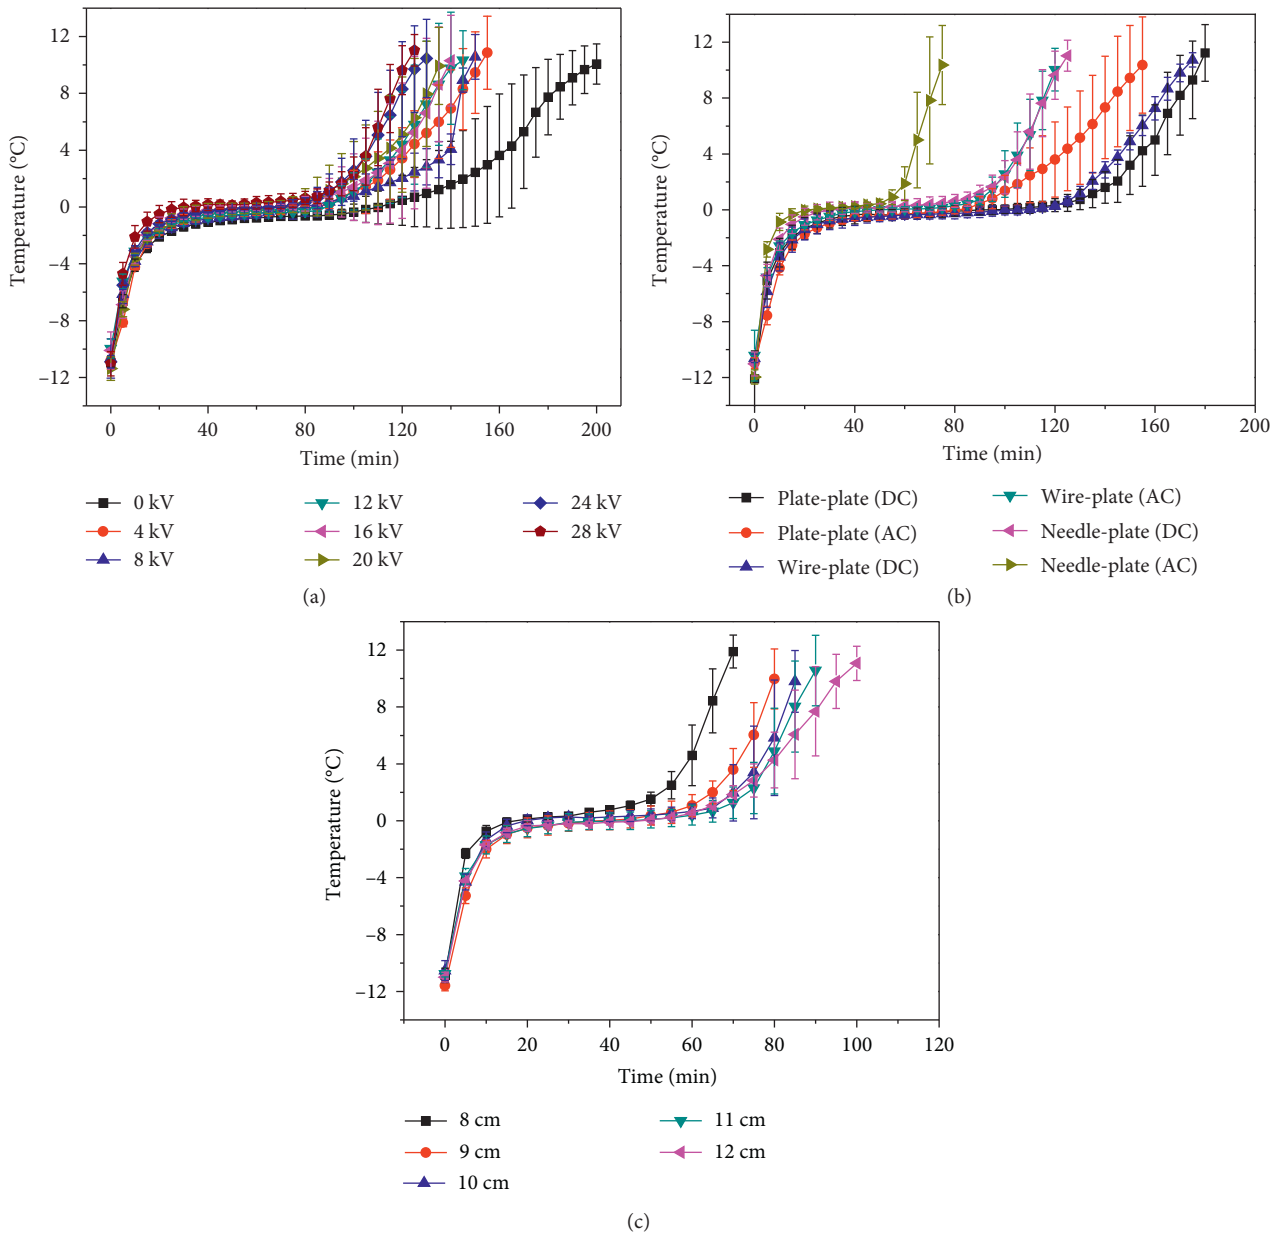 12
8
4
0
−4
−8
−12
Temperature (°C)
0 40 80 120 160 200
Time (min)
0 kV 12 kV 24 kV
4 kV 16 kV 28 kV
8 kV 20 kV
(a)
12
8
4
0
−4
−8
−12
Temperature (°C)
0 40 80 120 160 200
Time (min)
Plate-plate (DC) Wire-plate (AC)
Plate-plate (AC) Needle-plate (DC)
Wire-plate (DC) Needle-plate (AC)
(b)
12
8
4
0
−4
−8
−12
Temperature (°C)
0 20 40 60 80 100 120
Time (min)
8 cm 11 cm
9 cm 12 cm
10 cm
(c)